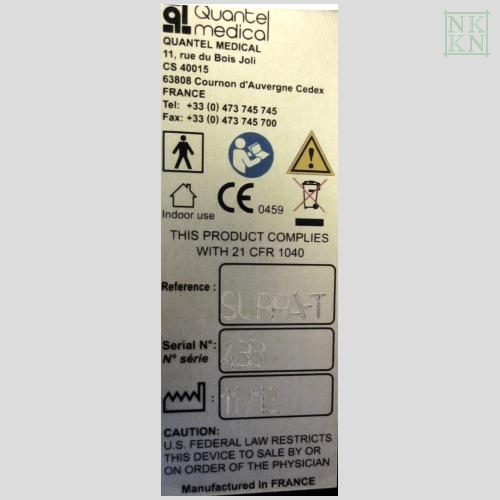 NK
KN
QL Quantel
medical
QUANTEL MEDICAL
11, rue du Bois Joli
CS 40015
63808 Cournon d'Auvergne Cedex
FRANCE
Tel: +33 (0) 473 745 745
Fax: +33 (0) 473 745 700
Indoor use
CE 0459
THIS PRODUCT COMPLIES
WITH 21 CFR 1040
Reference : SUPRA-T
Serial N°: 433
N° série
: 11/12
CAUTION:
U.S. FEDERAL LAW RESTRICTS
THIS DEVICE TO SALE BY OR
ON ORDER OF THE PHYSICIAN
Manufactured in FRANCE